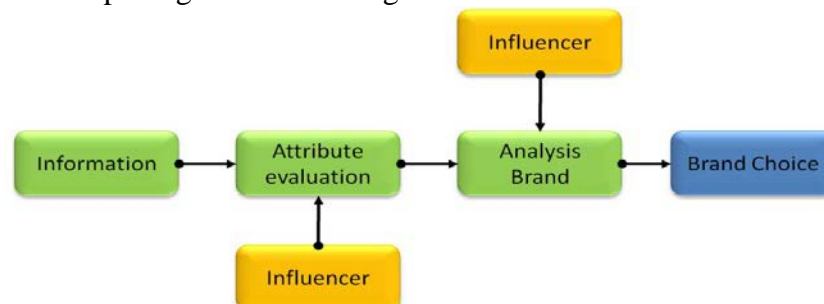 Influencer
Information
Attribute
evaluation
Analysis
Brand
Brand Choice
Influencer